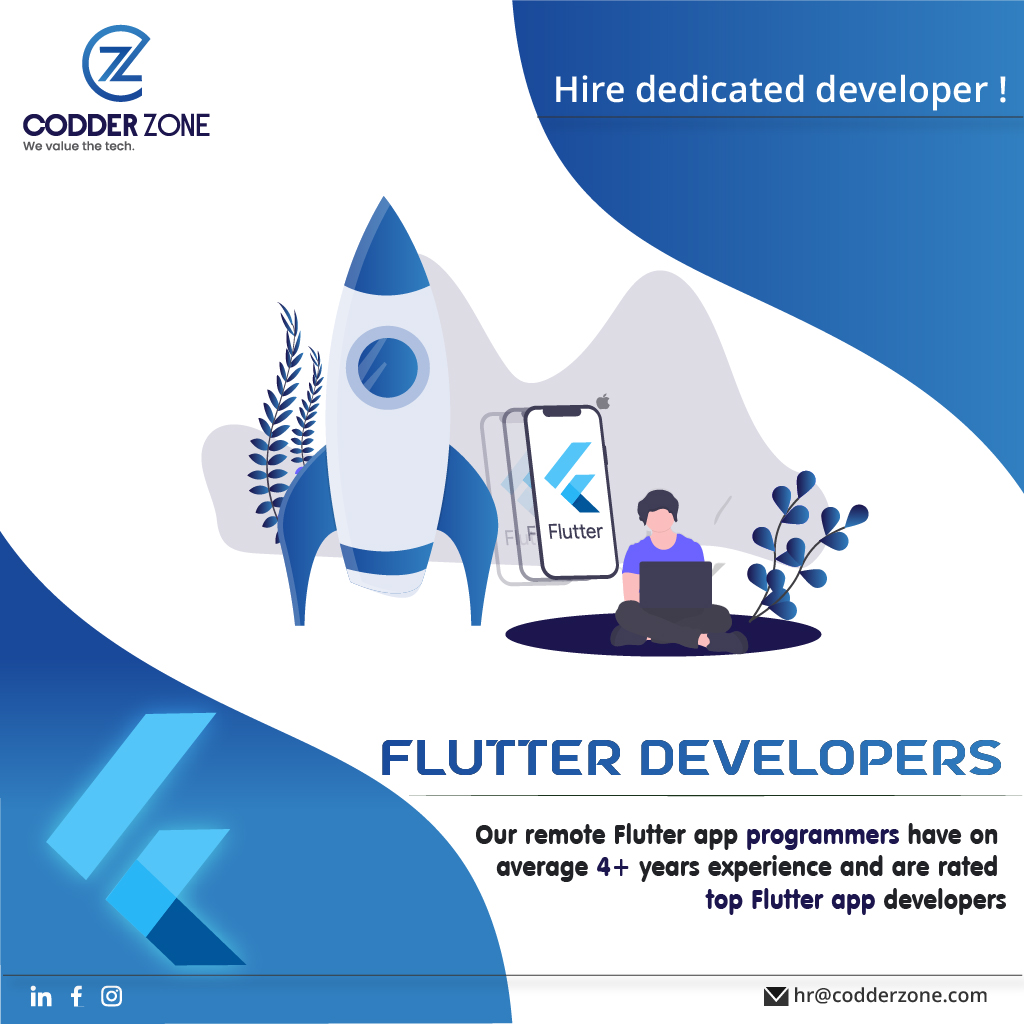 CODDER ZONE
We value the tech.
Hire dedicated developer !
Flutter
FLUTTER DEVELOPERS
Our remote Flutter app programmers have on
average 4+ years experience and are rated
top Flutter app developers
in f
hr@codderzone.com